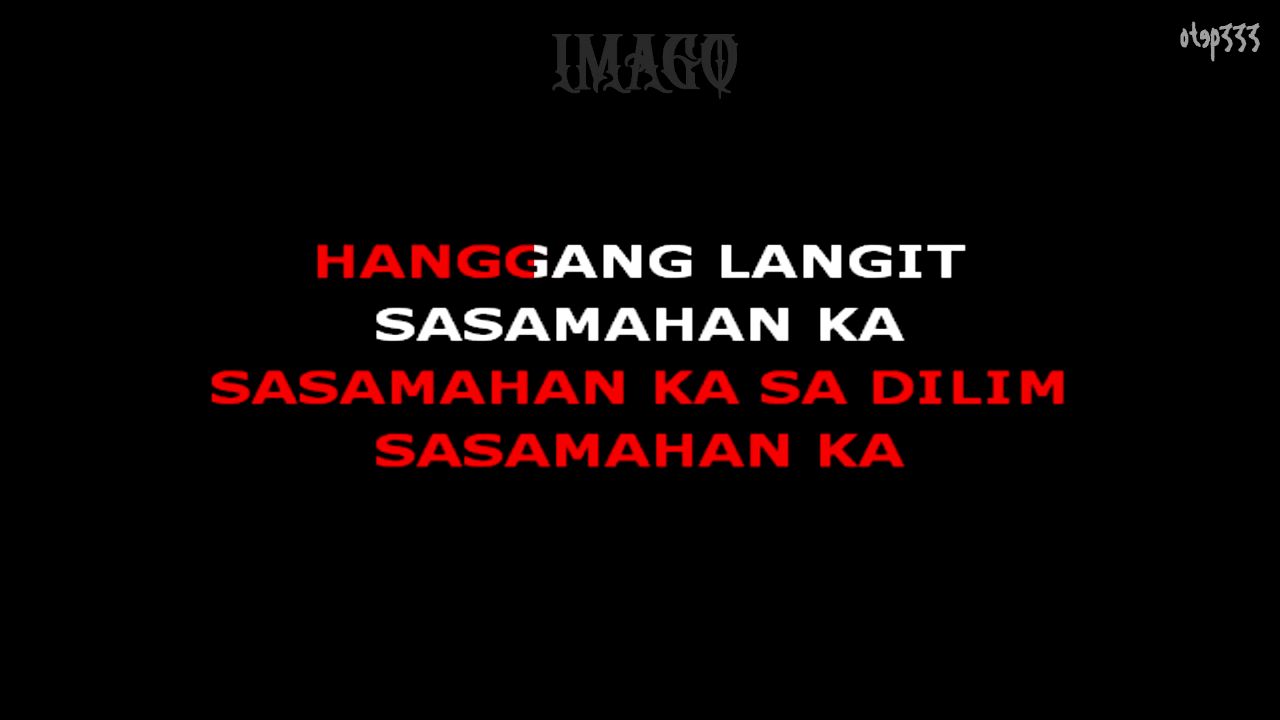 IMAGO
otep333
HANGGANG LANGIT
SASAMAHAN KA
SASAMAHAN KA SA DILIM
SASAMAHAN KA